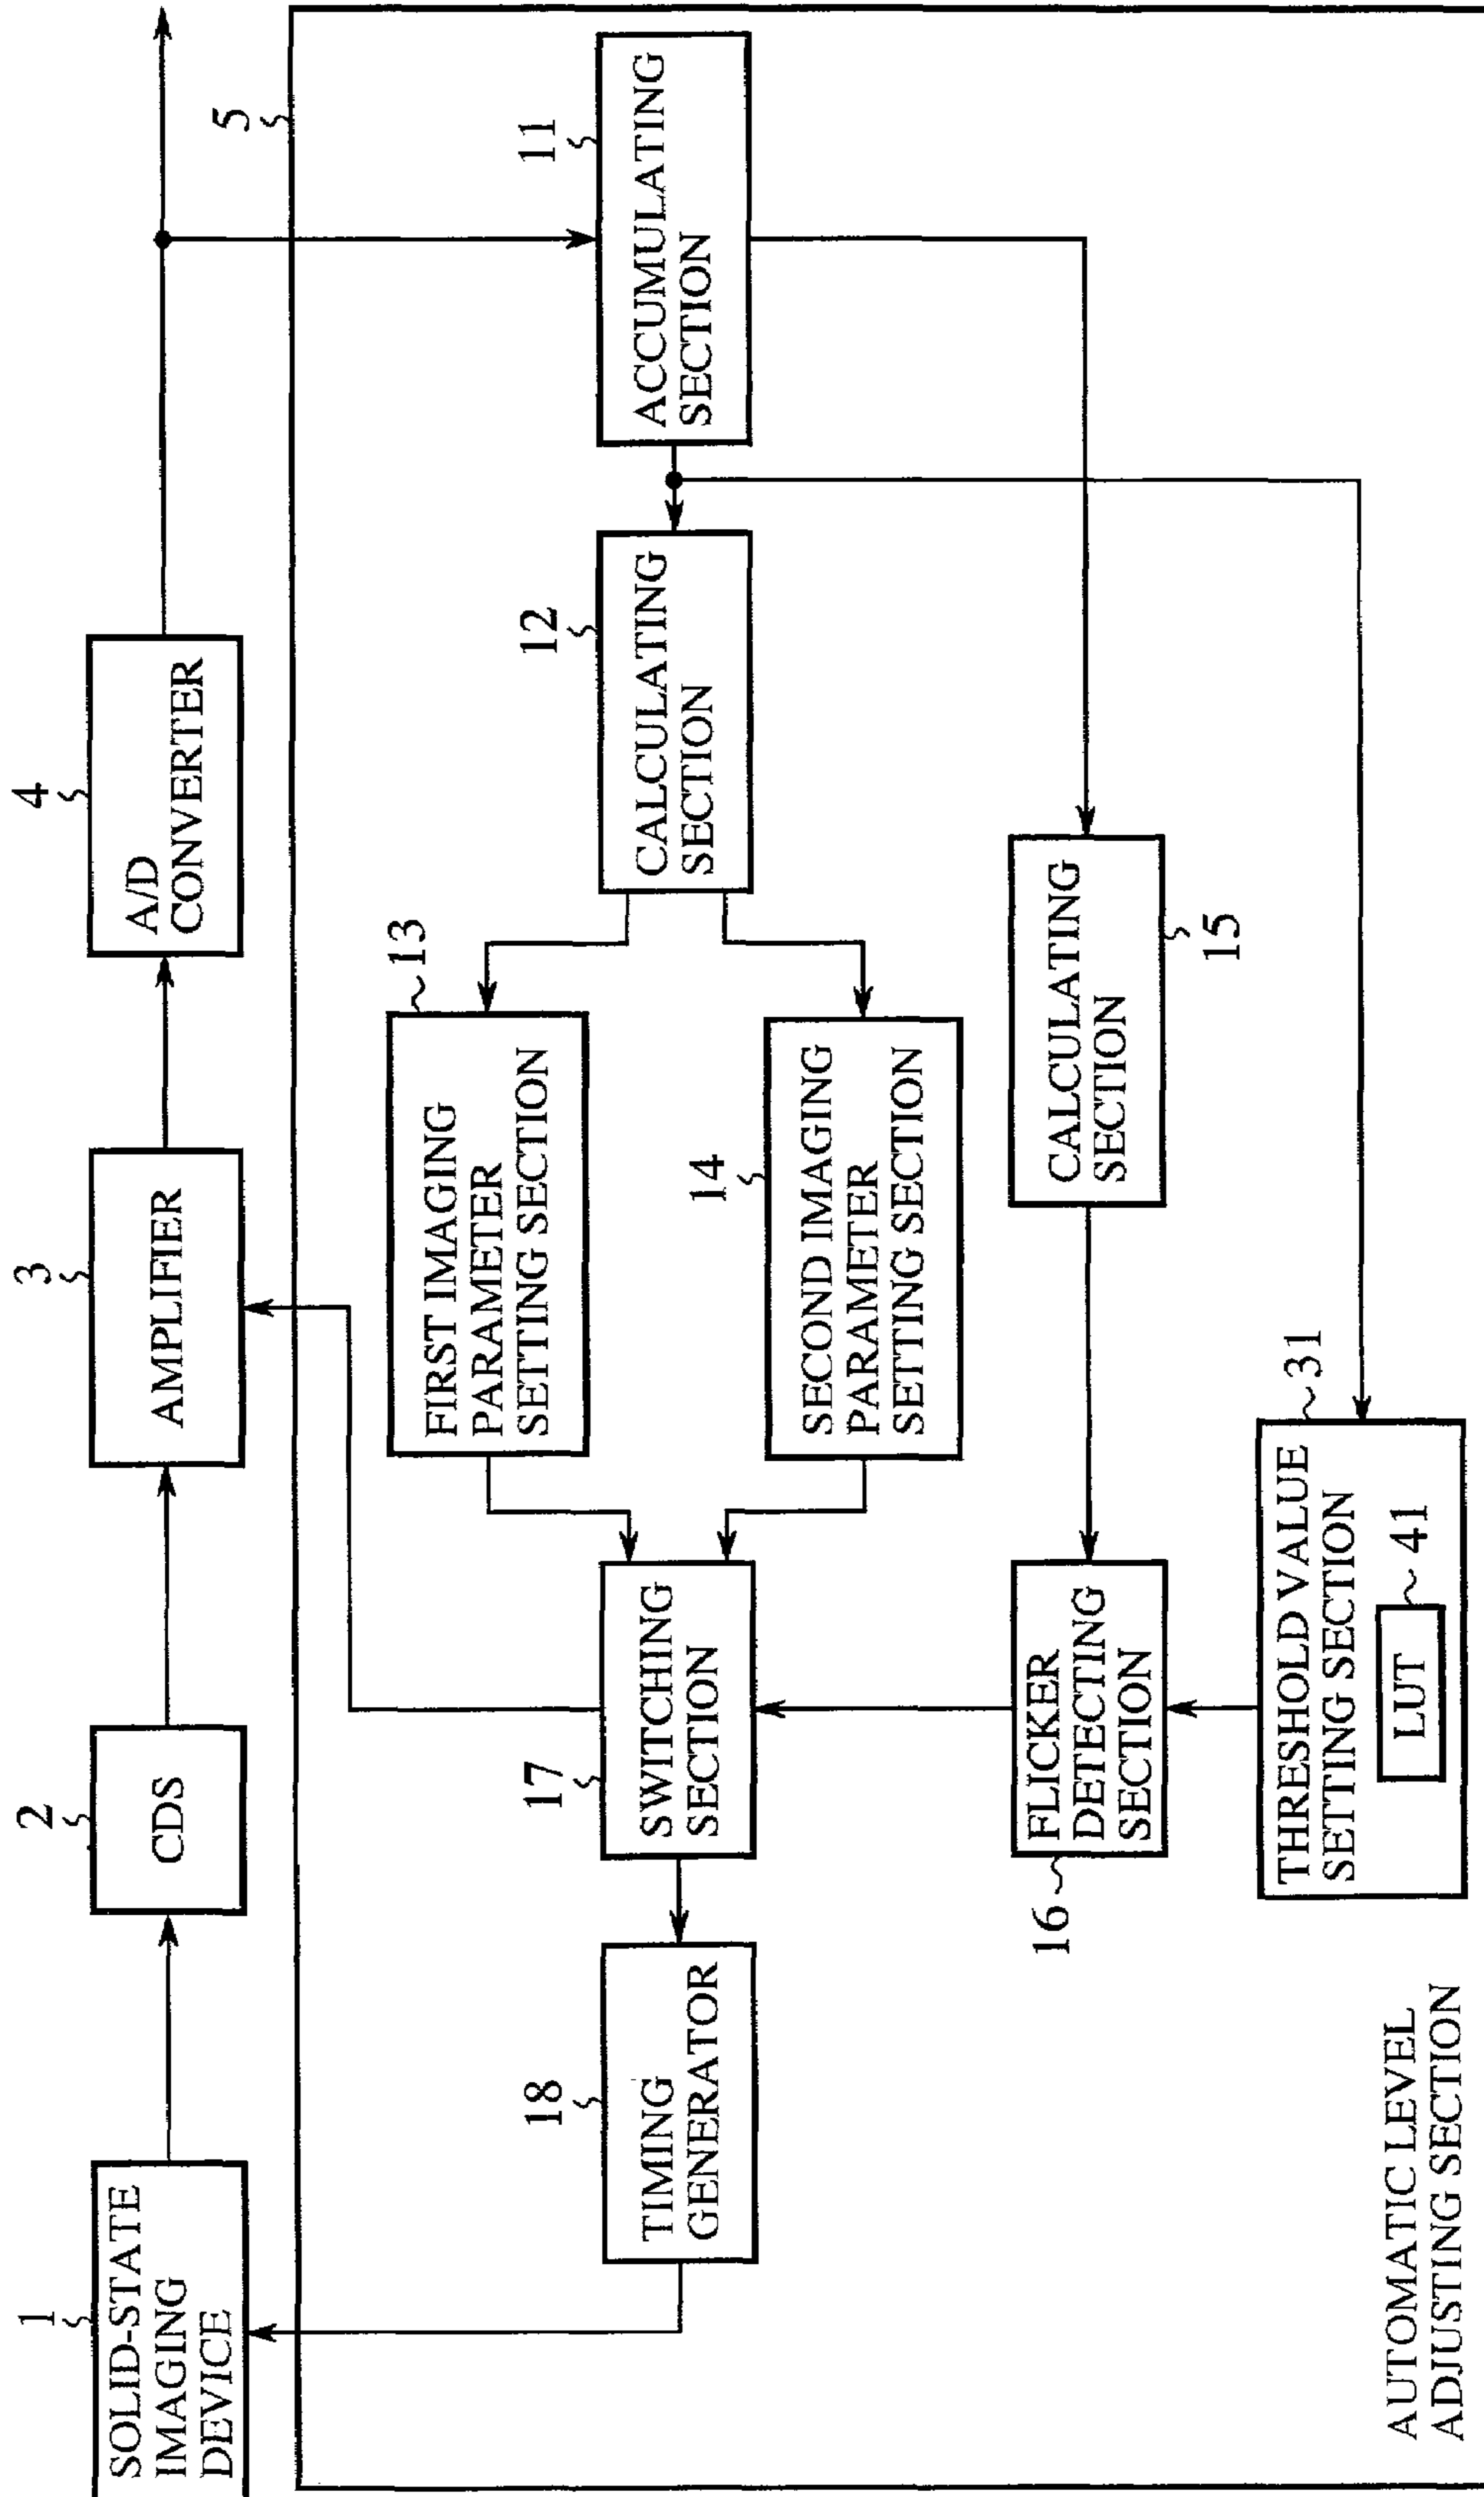 1
SOLID-STATE
IMAGING
DEVICE
2
CDS
3
AMPLIFIER
4
A/D
CONVERTER
5
18
TIMING
GENERATOR
17
SWITCHING
SECTION
13
FIRST IMAGING
PARAMETER
SETTING SECTION
14
SECOND IMAGING
PARAMETER
SETTING SECTION
12
CALCULATING
SECTION
11
ACCUMULATING
SECTION
16
FLICKER
DETECTING
SECTION
CALCULATING
SECTION
15
31
THRESHOLD VALUE
SETTING SECTION
LUT
41
AUTOMATIC LEVEL
ADJUSTING SECTION